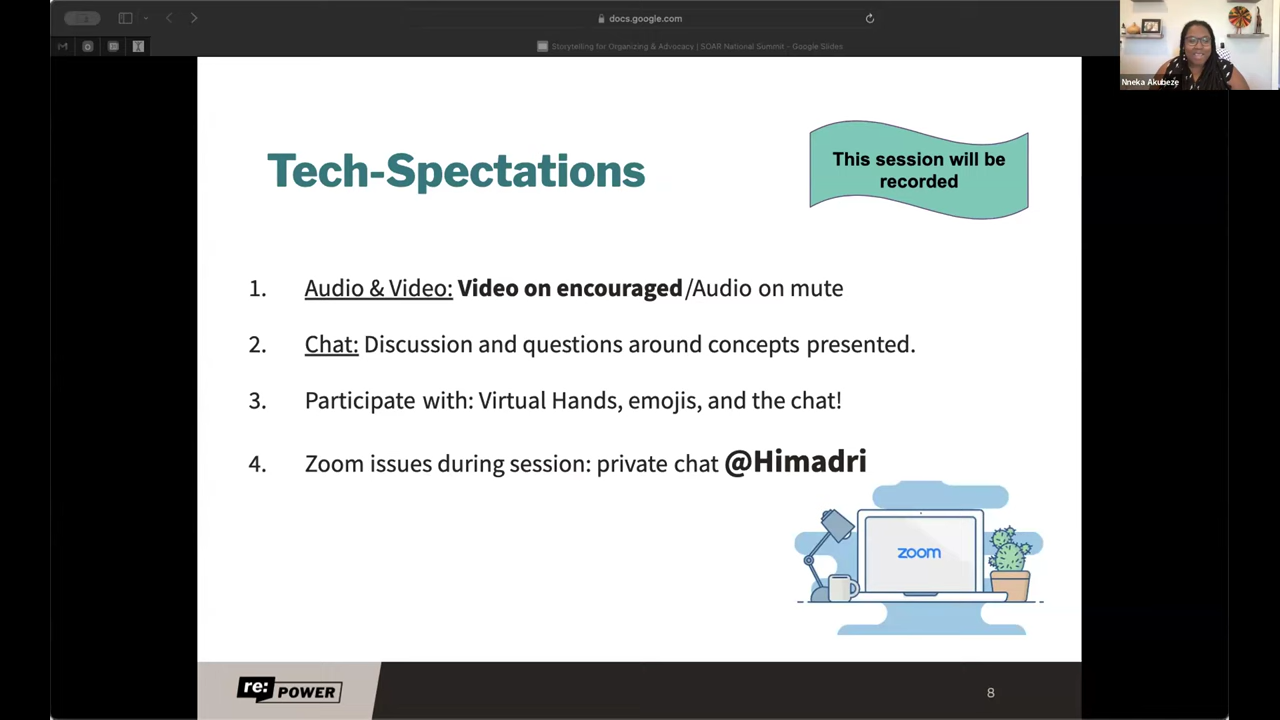 docs.google.com
Storytelling for Organizing & Advocacy | SOAR National Summit - Google Slides
Nneka Akubeze
Tech-Spectations
This session will be
recorded
1. Audio & Video: Video on encouraged/Audio on mute
2. Chat: Discussion and questions around concepts presented.
3. Participate with: Virtual Hands, emojis, and the chat!
4. Zoom issues during session: private chat @Himadri
zoom
re: POWER
8